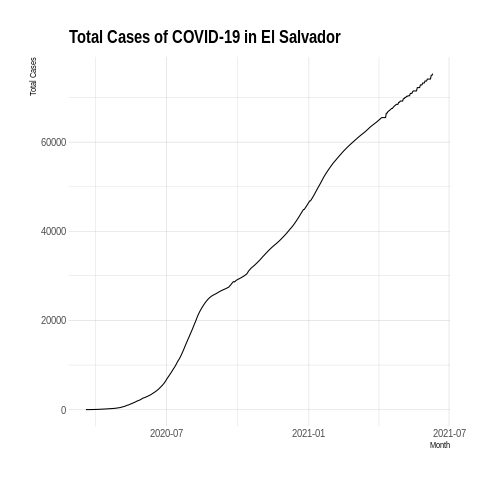 Total Cases of COVID-19 in El Salvador
Total Cases
60000
40000
20000
0
2020-07
2021-01
2021-07
Month